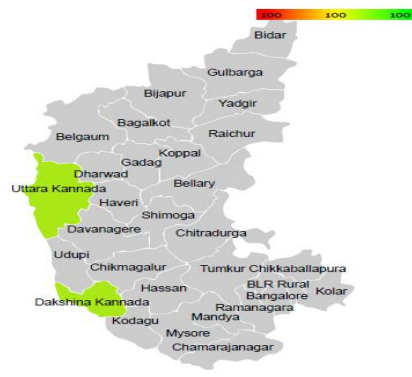 100 100 100
Bidar
Gulbarga
Bijapur
Yadgir
Bagalkot
Raichur
Belgaum
Koppal
Gadag
Dharwad
Bellary
Uttara Kannada
Haveri
Shimoga
Davanagere
Chitradurga
Udupi
Chikmagalur
Tumkur Chikkaballapura
Hassan
BLR Rural
Kolar
Bangalore
Dakshina Kannada
Ramanagara
Mandya
Kodagu
Mysore
Chamarajanagar